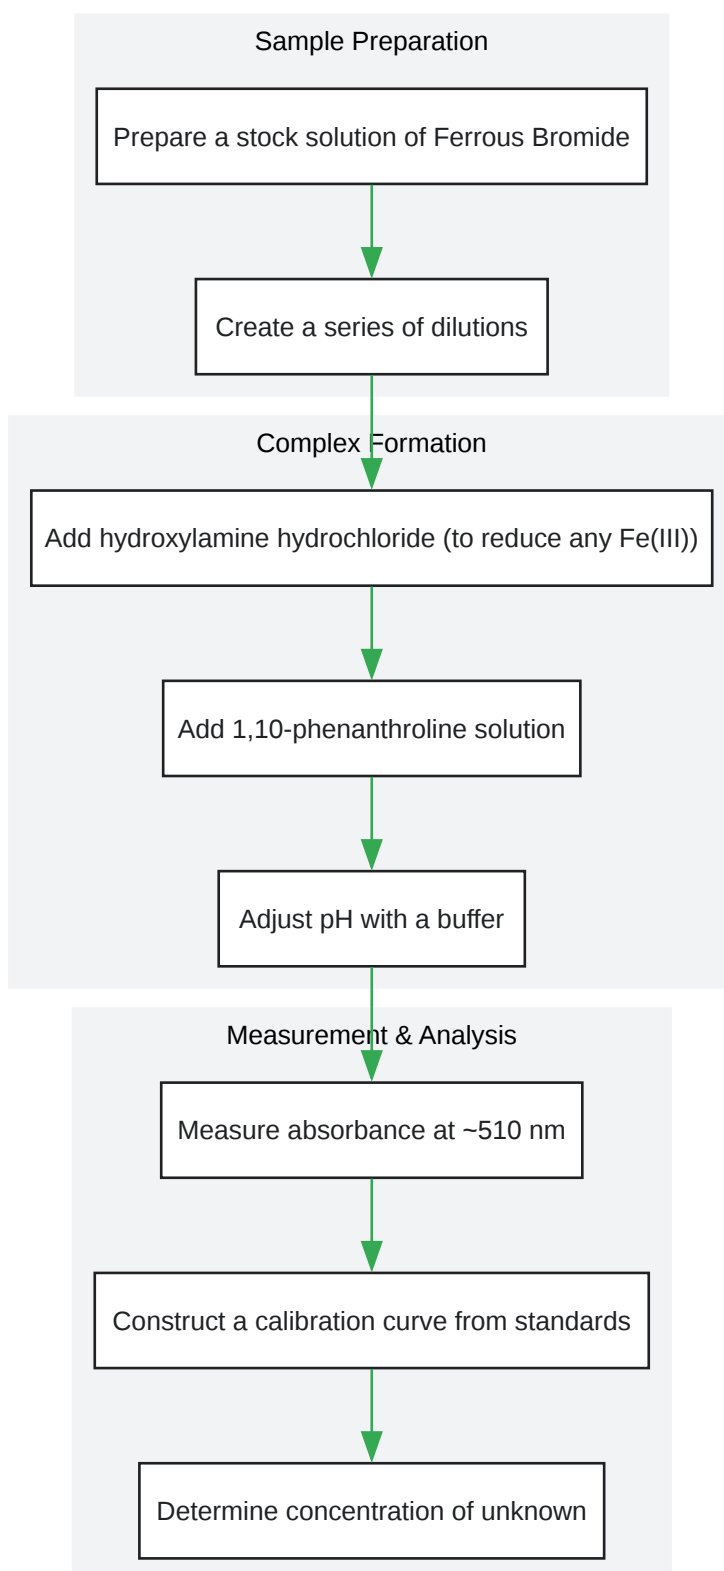 Sample Preparation
Prepare a stock solution of Ferrous Bromide
Create a series of dilutions
Complex Formation
Add hydroxylamine hydrochloride (to reduce any Fe(III))
Add 1,10-phenanthroline solution
Adjust pH with a buffer
Measurement & Analysis
Measure absorbance at ~510 nm
Construct a calibration curve from standards
Determine concentration of unknown